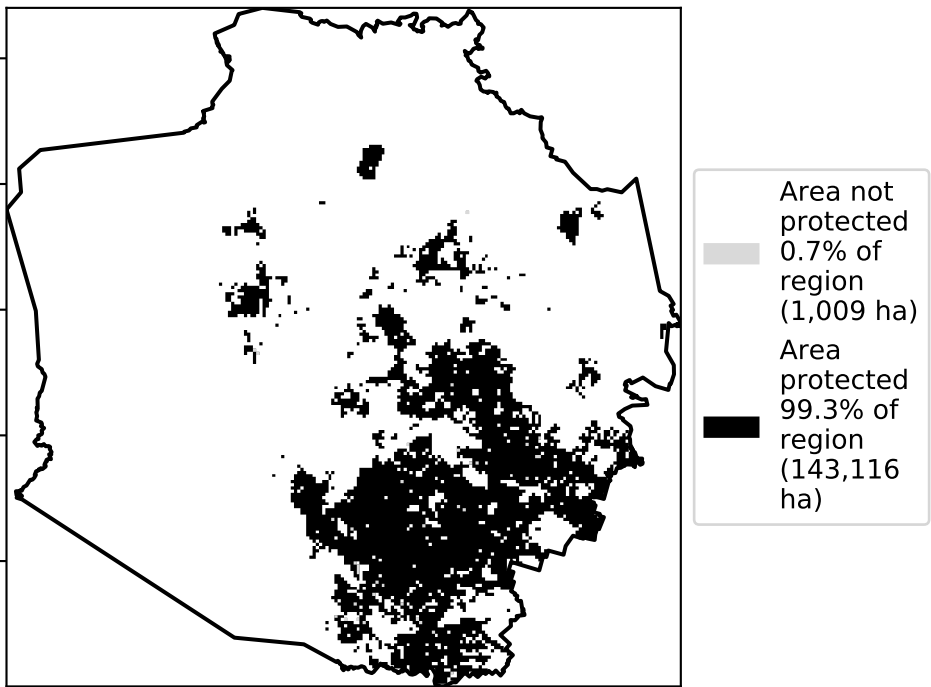 Area not
protected
0.7% of
region
(1,009 ha)
Area
protected
99.3% of
region
(143,116
ha)